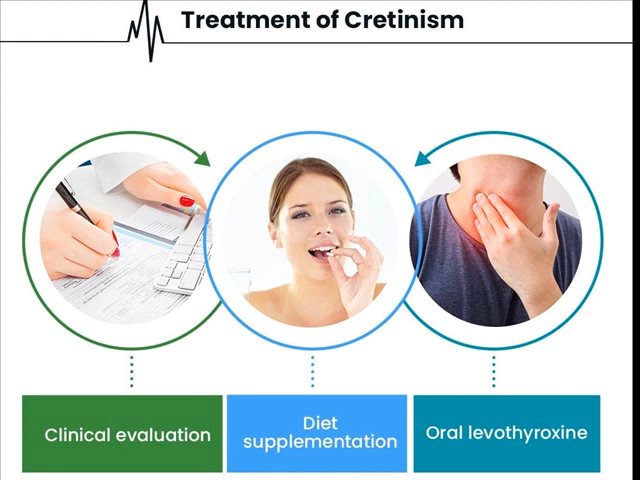 Treatment of Cretinism
Clinical evaluation
Diet
supplementation
Oral levothyroxine